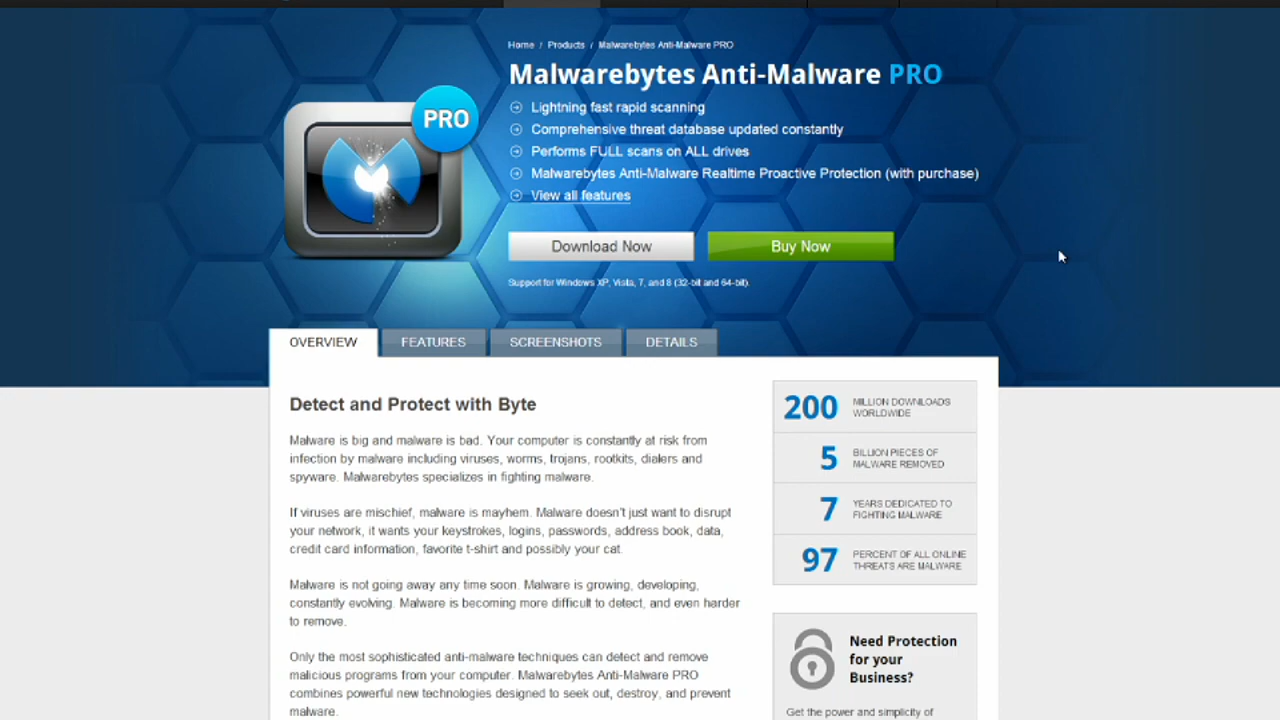 Home / Products / Malwarebytes Anti-Malware PRO
Malwarebytes Anti-Malware PRO
PRO
Lightning fast rapid scanning
Comprehensive threat database updated constantly
Performs FULL scans on ALL drives
Malwarebytes Anti-Malware Realtime Proactive Protection (with purchase)
View all features
Download Now
Buy Now
Support for Windows XP, Vista, 7, and 8 (32-bit and 64-bit).
OVERVIEW
FEATURES
SCREENSHOTS
DETAILS
Detect and Protect with Byte
Malware is big and malware is bad. Your computer is constantly at risk from
infection by malware including viruses, worms, trojans, rootkits, dialers and
spyware. Malwarebytes specializes in fighting malware.
If viruses are mischief, malware is mayhem. Malware doesn't just want to disrupt
your network, it wants your keystrokes, logins, passwords, address book, data,
credit card information, favorite t-shirt and possibly your cat.
Malware is not going away any time soon. Malware is growing, developing,
constantly evolving. Malware is becoming more difficult to detect, and even harder
to remove.
Only the most sophisticated anti-malware techniques can detect and remove
malicious programs from your computer. Malwarebytes Anti-Malware PRO
combines powerful new technologies designed to seek out, destroy, and prevent
malware.
200 MILLION DOWNLOADS
WORLDWIDE
5 BILLION PIECES OF
MALWARE REMOVED
7 YEARS DEDICATED TO
FIGHTING MALWARE
97 PERCENT OF ALL ONLINE
THREATS ARE MALWARE
Need Protection
for your
Business?
Get the power and simplicity of